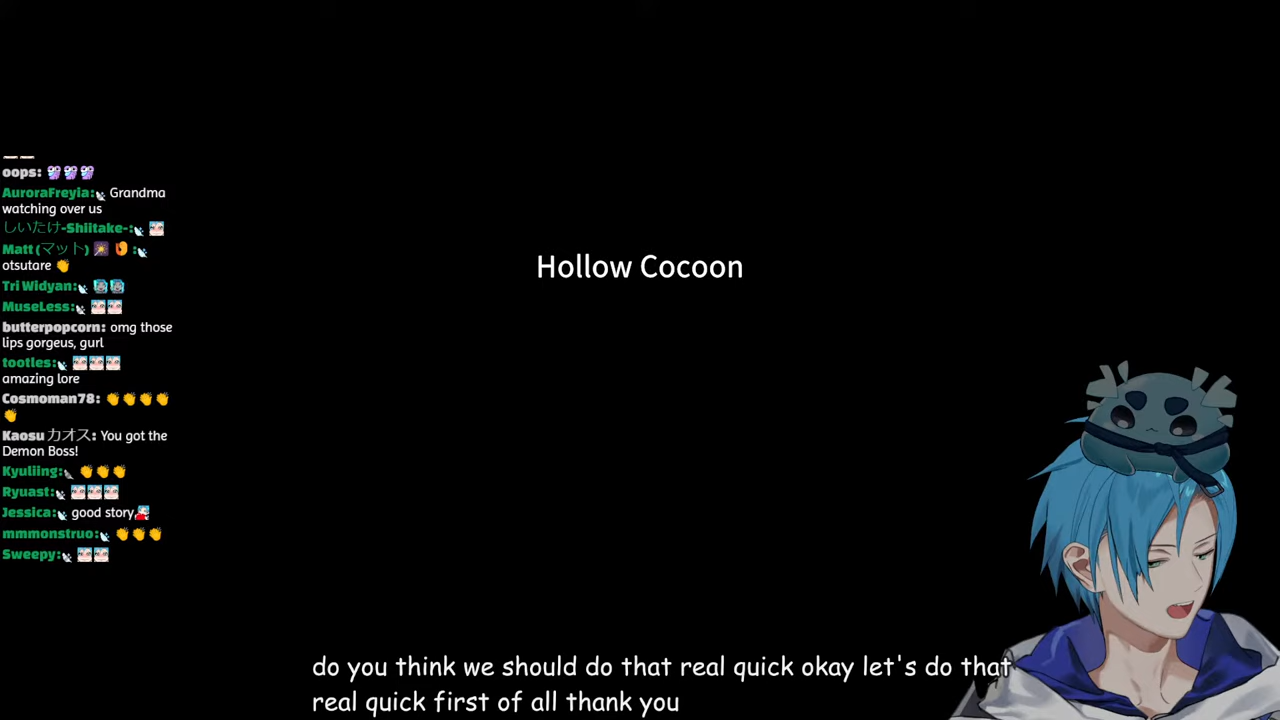 oops:
AuroraFreyia: Grandma
watching over us
しいたけ-Shiitake-:
Matt (マット) :
otsutare
Tri Widyan:
MuseLess:
butterpopcorn: omg those
lips gorgeus, gurl
tootles:
amazing lore
Cosmoman78:
Kaosu カオス: You got the
Demon Boss!
Kyuliing:
Ryuast:
Jessica: good story
mmmonstruo:
Sweepy:
Hollow Cocoon
do you think we should do that real quick okay let's do that
real quick first of all thank you